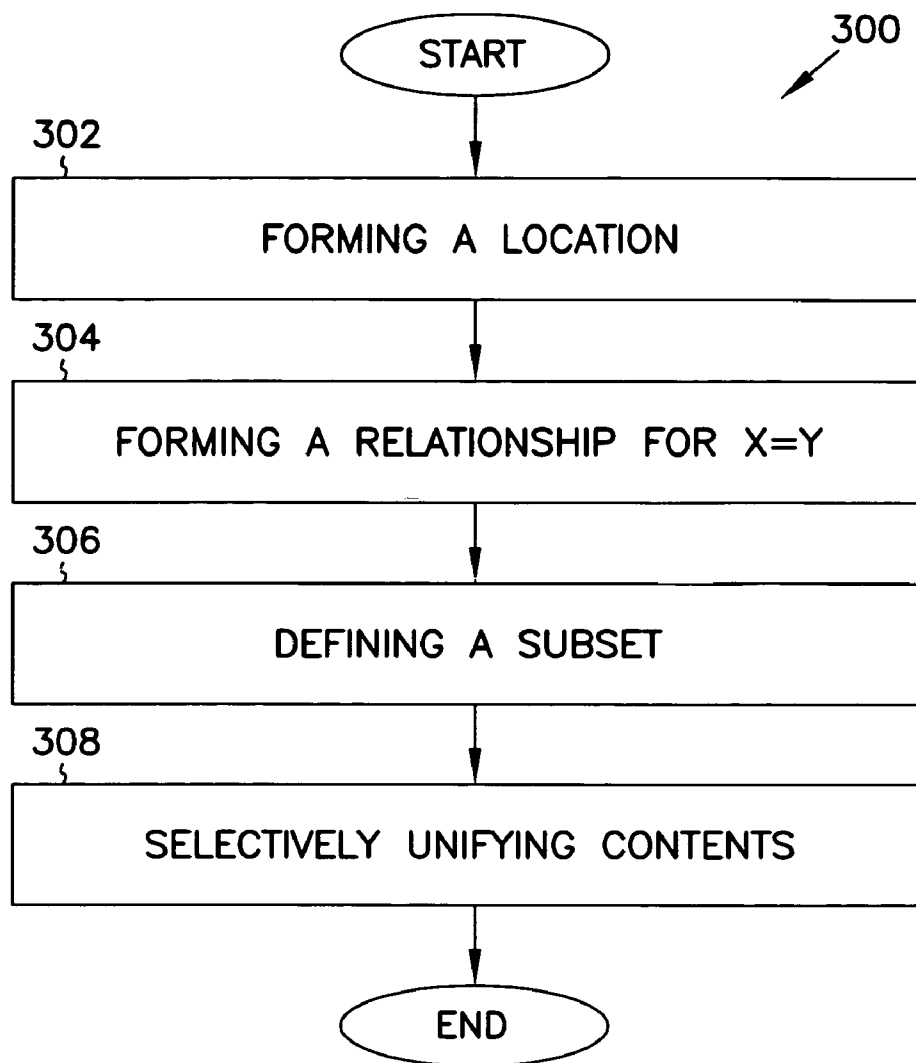 START
300
302
FORMING A LOCATION
304
FORMING A RELATIONSHIP FOR X=Y
306
DEFINING A SUBSET
308
SELECTIVELY UNIFYING CONTENTS
END